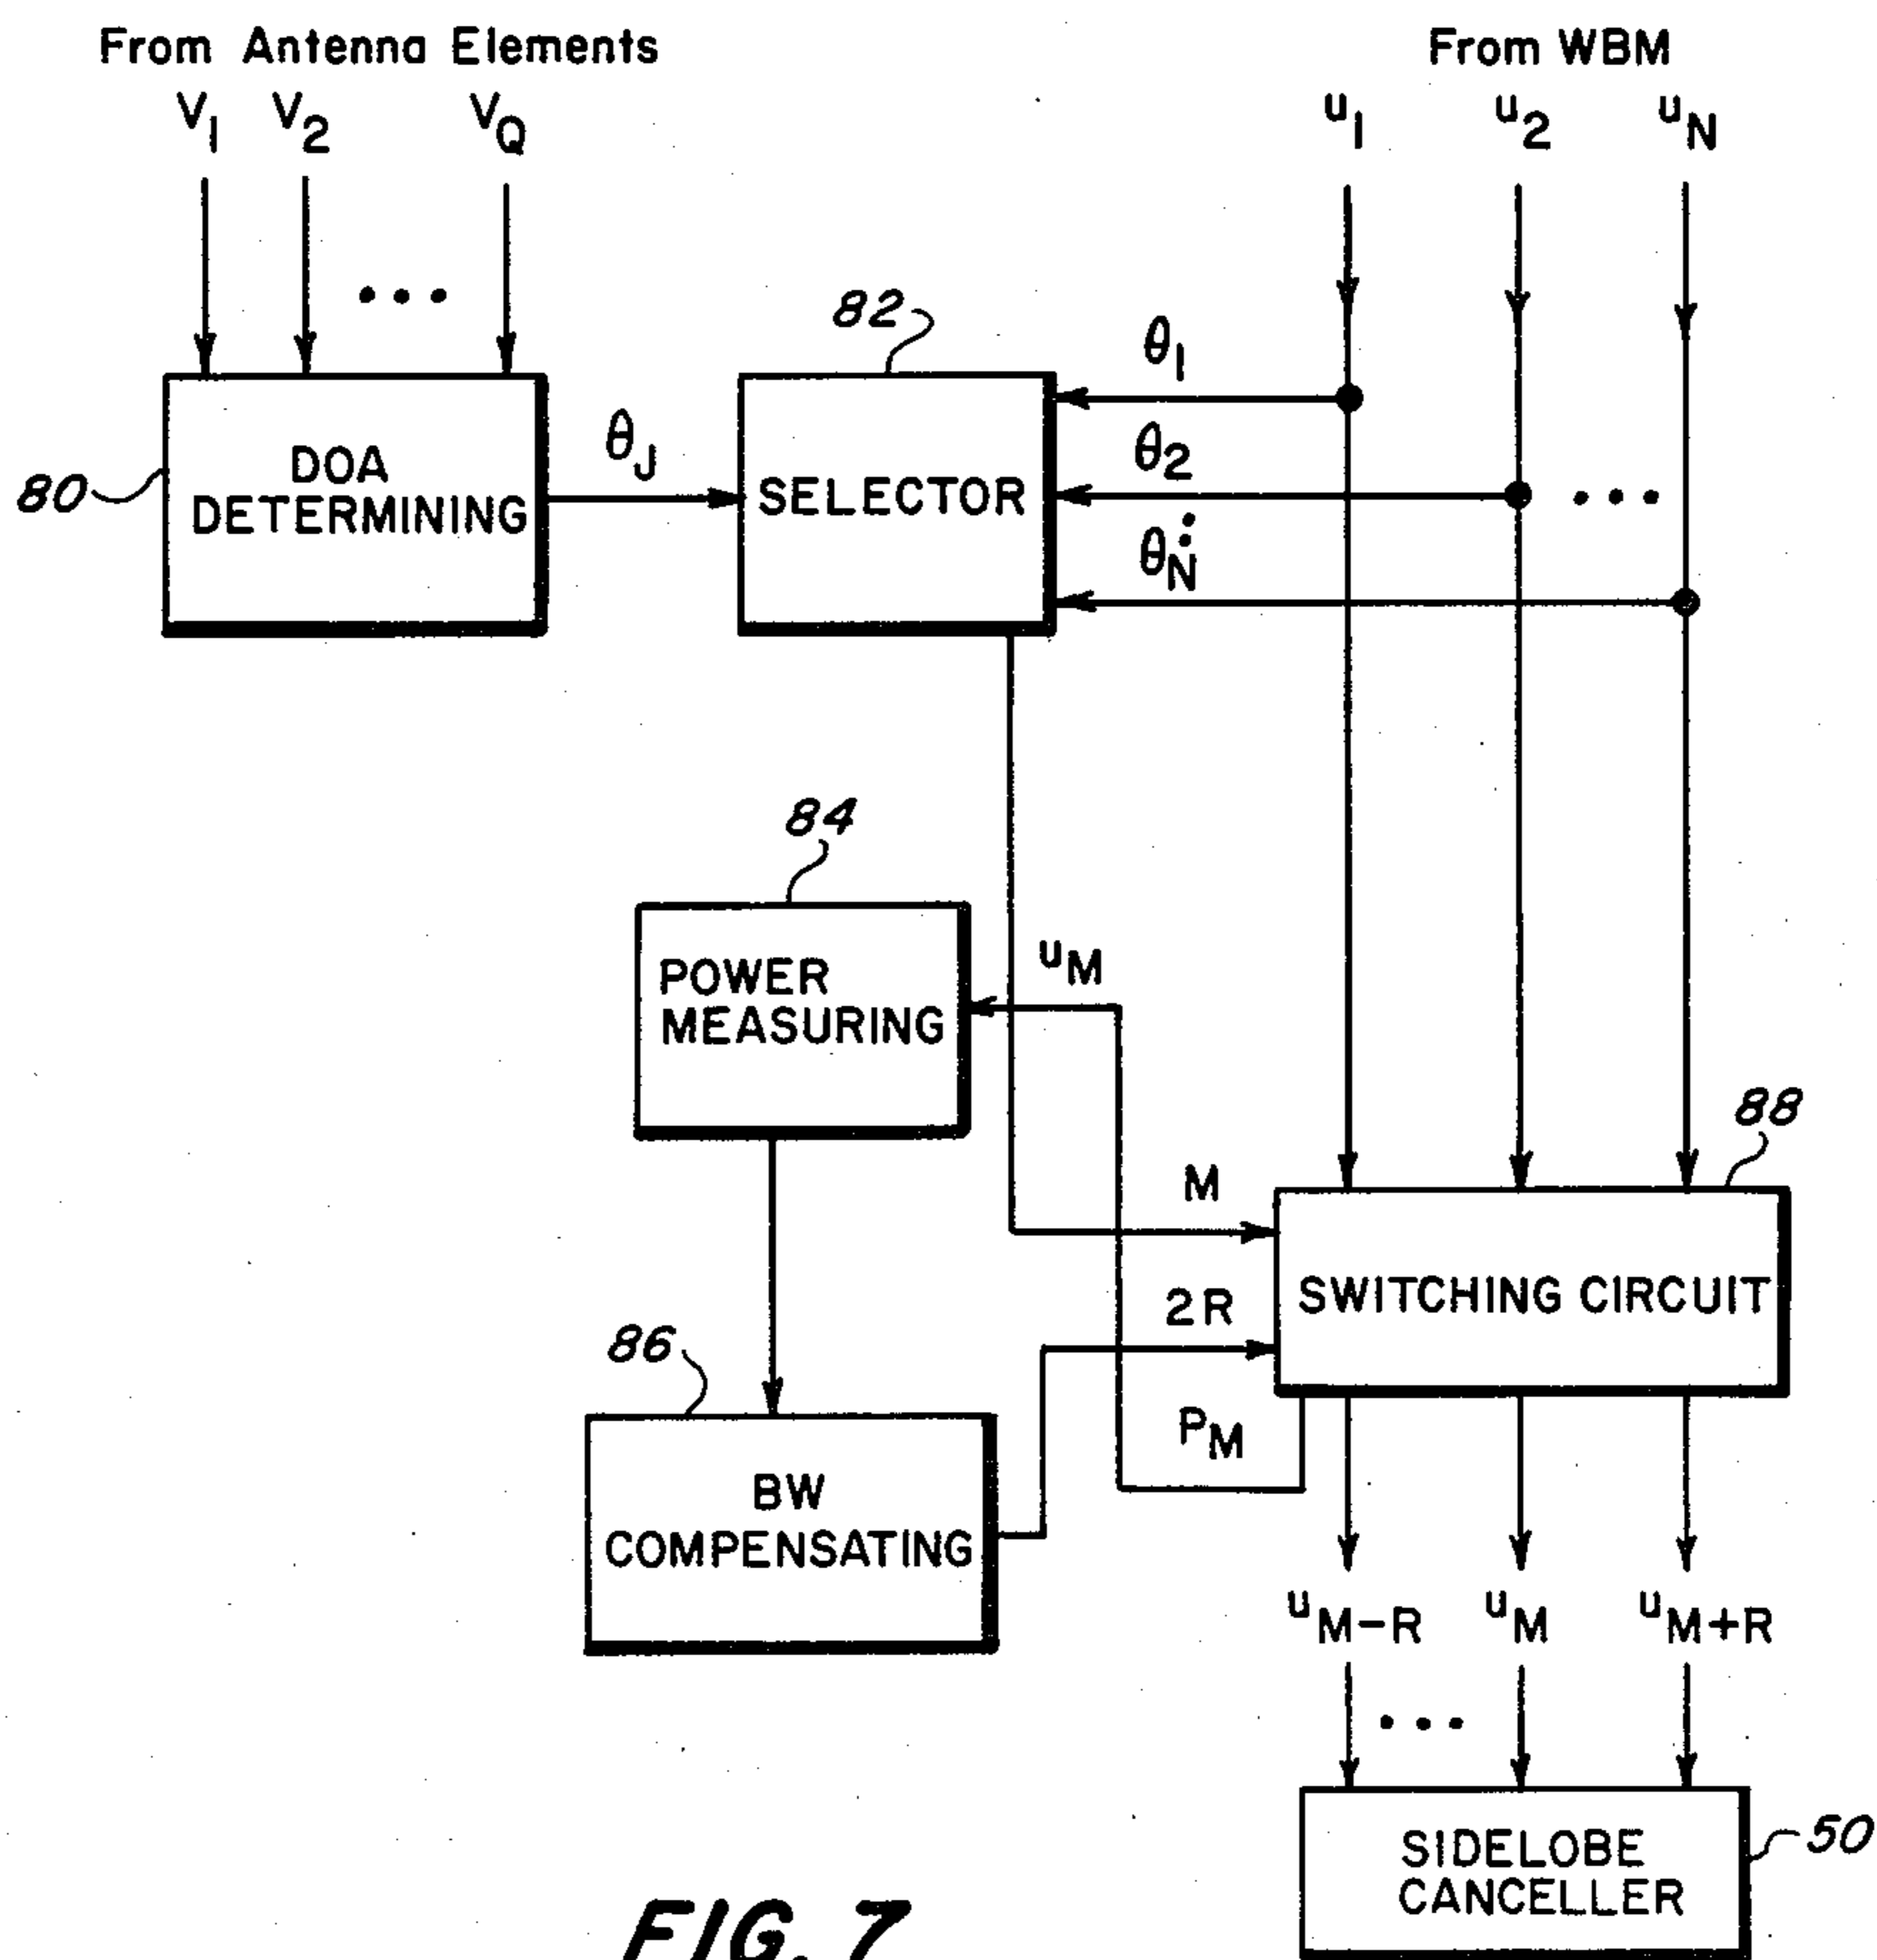 From Antenna Elements
From WBM
V1 V2 VQ
u1 u2 uN
82
θ1
80
DOA
DETERMINING
θJ
SELECTOR
θ2
θN
84
POWER
MEASURING
uM
88
M
SWITCHING CIRCUIT
2R
86
PM
BW
COMPENSATING
uM-R uM uM+R
SIDELOBE
CANCELLER
50
FIG. 7